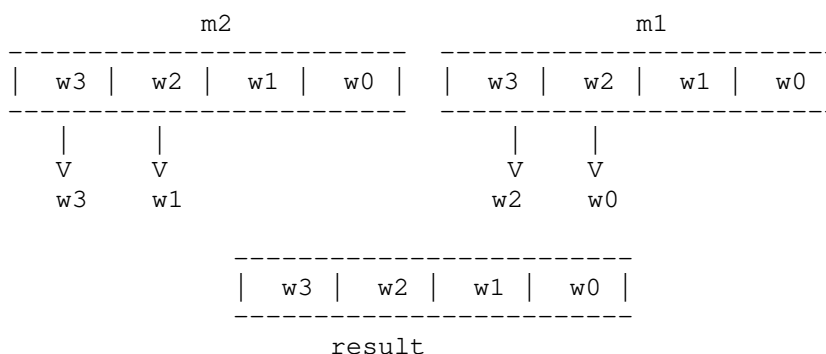 m2 m1
| w3 | w2 | w1 | w0 | | w3 | w2 | w1 | w0
| | | |
V V V V
w3 w1 w2 w0
| w3 | w2 | w1 | w0 |
result